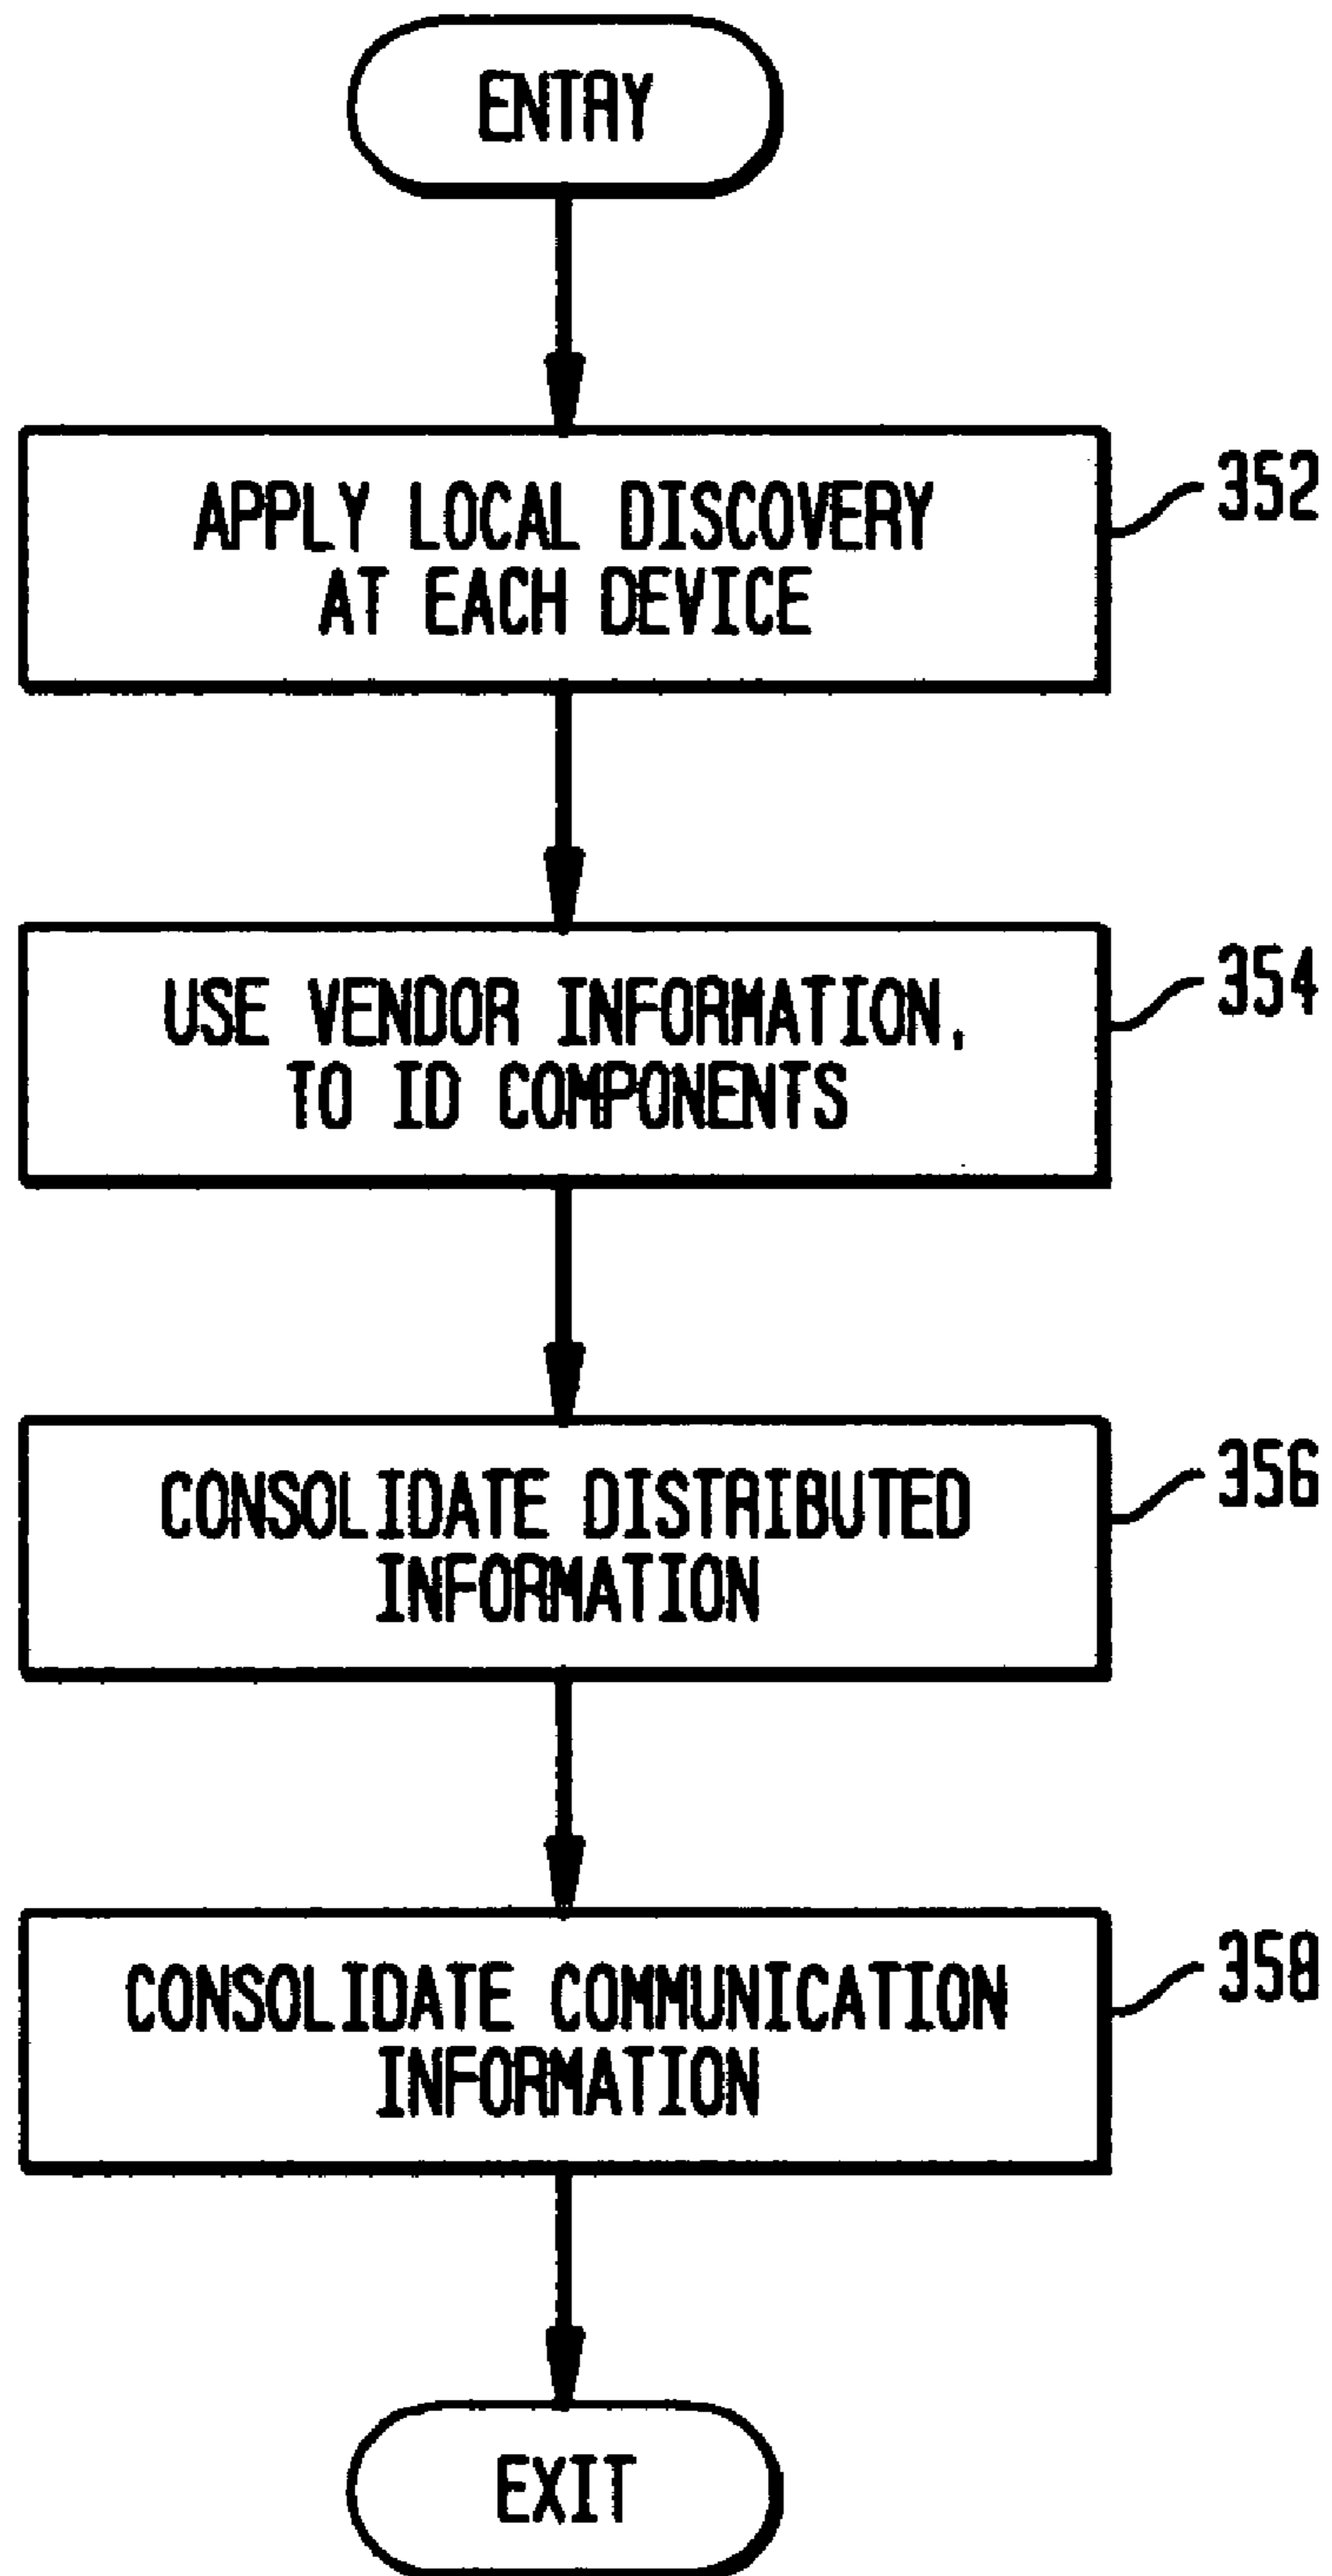 ENTRY
APPLY LOCAL DISCOVERY
AT EACH DEVICE
352
USE VENDOR INFORMATION,
TO ID COMPONENTS
354
CONSOLIDATE DISTRIBUTED
INFORMATION
356
CONSOLIDATE COMMUNICATION
INFORMATION
358
EXIT